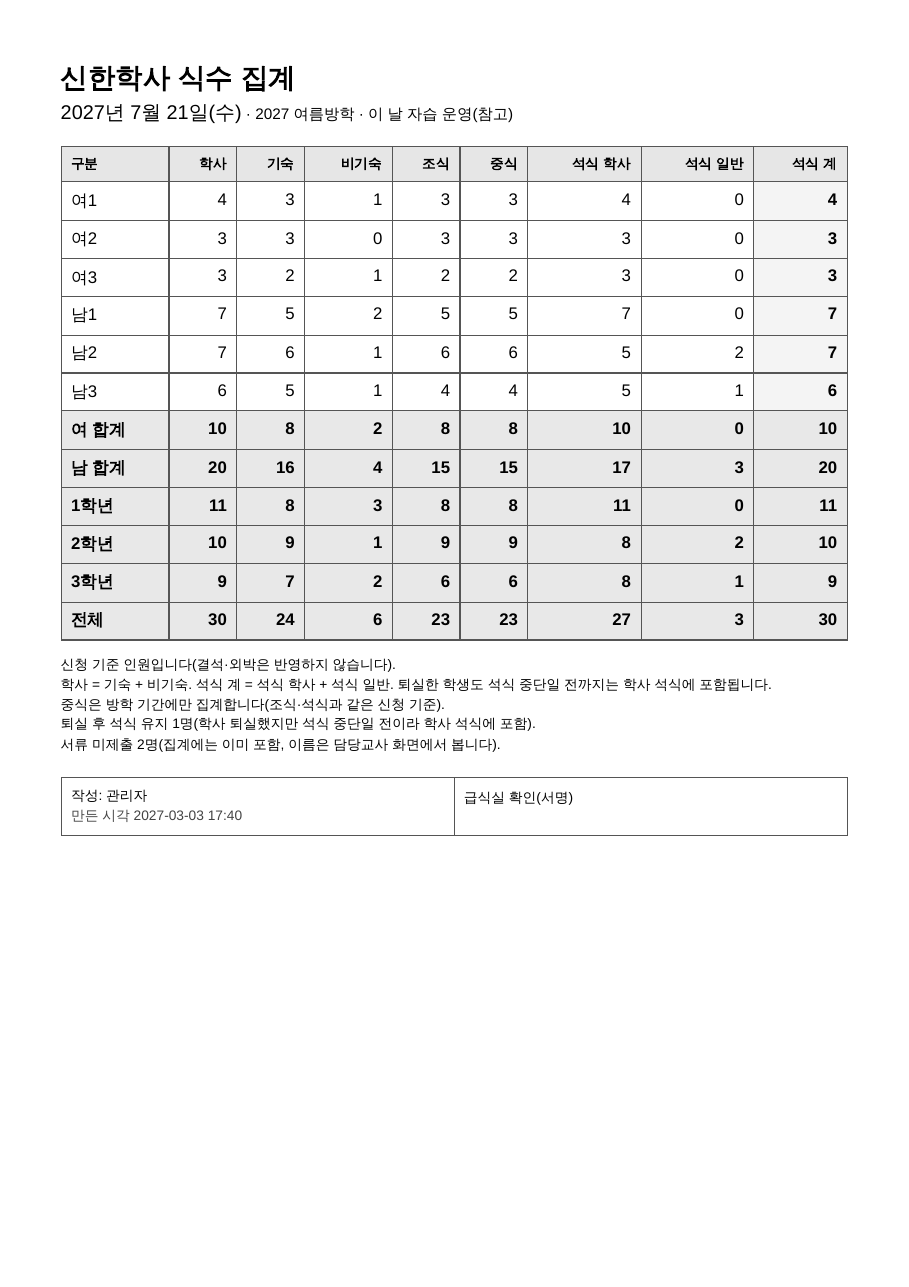 신한학사 식수 집계
2027년 7월 21일(수) · 2027 여름방학 · 이 날 자습 운영(참고)
구분 학사 기숙 비기숙 조식 중식 석식 학사 석식 일반 석식 계
여1 4 3 1 3 3 4 0 4
여2 3 3 0 3 3 3 0 3
여3 3 2 1 2 2 3 0 3
남1 7 5 2 5 5 7 0 7
남2 7 6 1 6 6 5 2 7
남3 6 5 1 4 4 5 1 6
여 합계 10 8 2 8 8 10 0 10
남 합계 20 16 4 15 15 17 3 20
1학년 11 8 3 8 8 11 0 11
2학년 10 9 1 9 9 8 2 10
3학년 9 7 2 6 6 8 1 9
전체 30 24 6 23 23 27 3 30
신청 기준 인원입니다(결석·외박은 반영하지 않습니다).
학사 = 기숙 + 비기숙. 석식 계 = 석식 학사 + 석식 일반. 퇴실한 학생도 석식 중단일 전까지는 학사 석식에 포함됩니다.
중식은 방학 기간에만 집계합니다(조식·석식과 같은 신청 기준).
퇴실 후 석식 유지 1명(학사 퇴실했지만 석식 중단일 전이라 학사 석식에 포함).
서류 미제출 2명(집계에는 이미 포함, 이름은 담당교사 화면에서 봅니다).
작성: 관리자
만든 시각 2027-03-03 17:40
급식실 확인(서명)